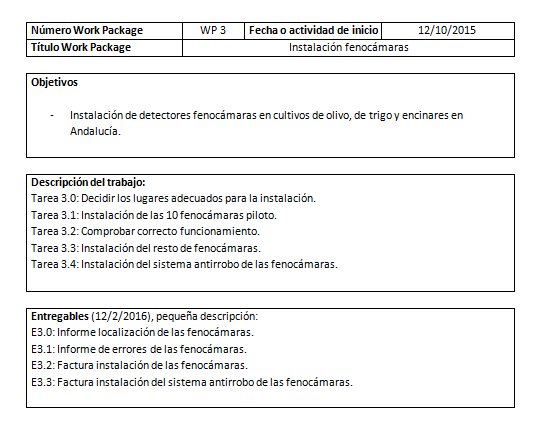 Número Work Package WP 3 Fecha o actividad de inicio 12/10/2015
Título Work Package Instalación fenocámaras
Objetivos
- Instalación de detectores fenocámaras en cultivos de olivo, de trigo y encinares en
Andalucía.
Descripción del trabajo:
Tarea 3.0: Decidir los lugares adecuados para la instalación.
Tarea 3.1: Instalación de las 10 fenocámaras piloto.
Tarea 3.2: Comprobar correcto funcionamiento.
Tarea 3.3: Instalación del resto de fenocámaras.
Tarea 3.4: Instalación del sistema antirrobo de las fenocámaras.
Entregables (12/2/2016), pequeña descripción:
E3.0: Informe localización de las fenocámaras.
E3.1: Informe de errores de las fenocámaras.
E3.2: Factura instalación de las fenocámaras.
E3.3: Factura instalación del sistema antirrobo de las fenocámaras.